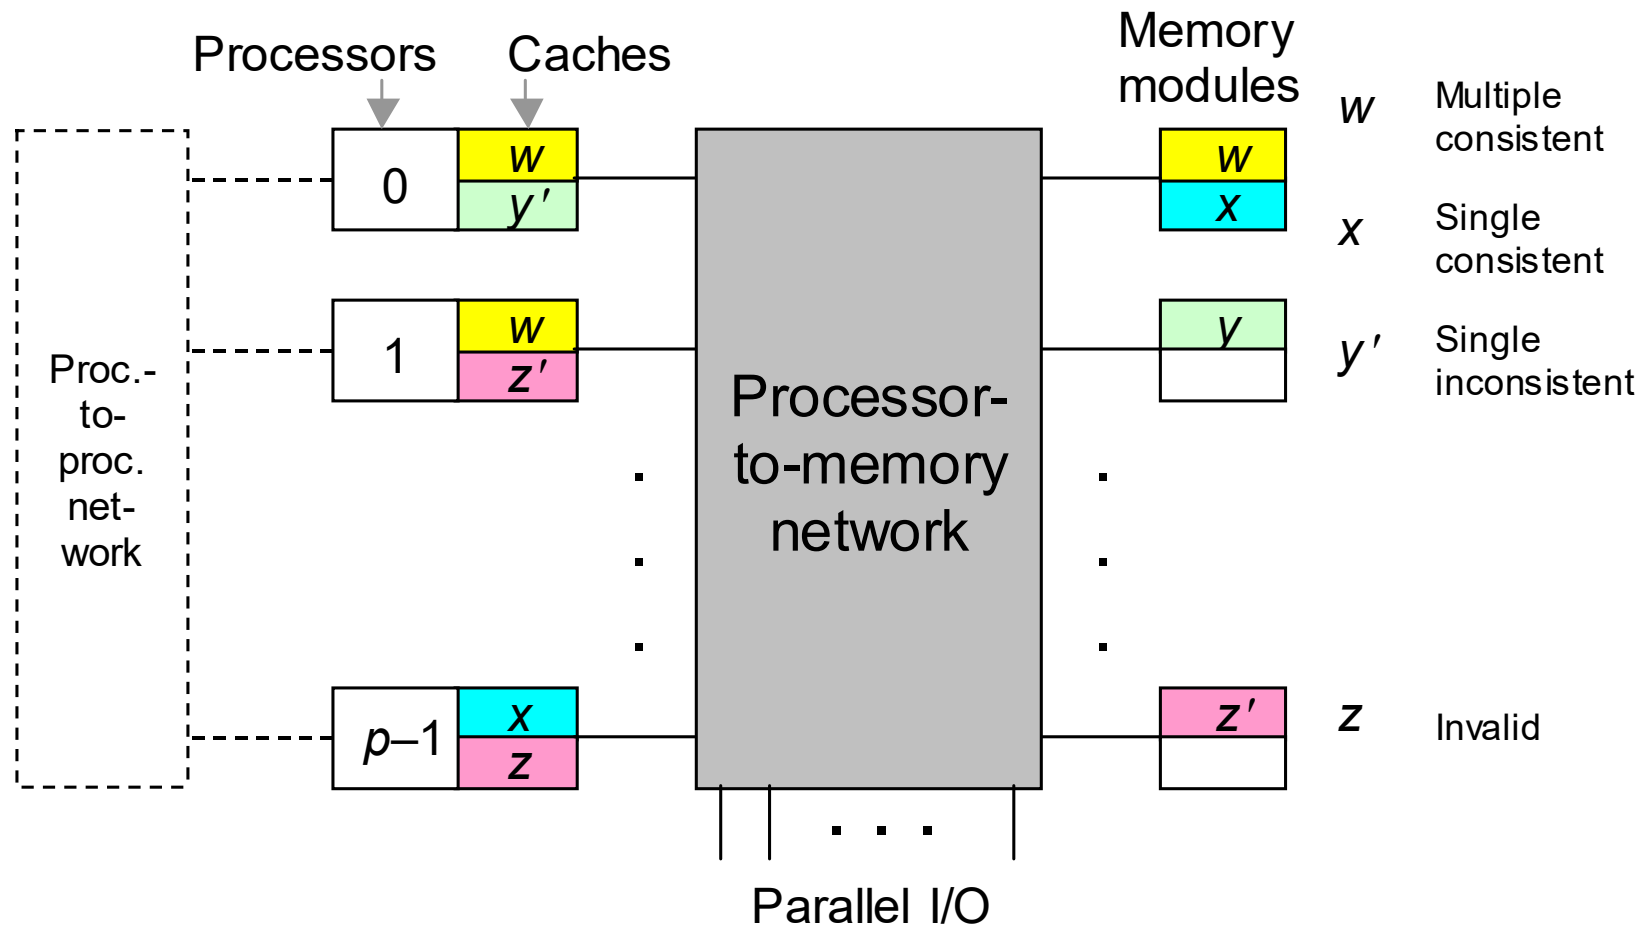 Processors
Caches
Memory
modules
Proc.-
to-
proc.
net-
work
0
w
y′
1
w
z′
p–1
x
z
Processor-
to-memory
network
w
x
y
z′
w Multiple
consistent
x Single
consistent
y′ Single
inconsistent
z Invalid
. . .
Parallel I/O